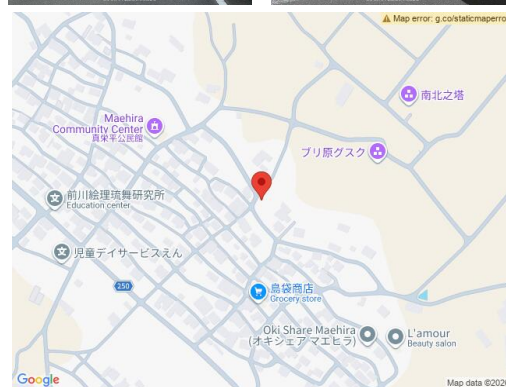 Map error: g.co/staticmaperro
南北之塔
Maehira
Community Center
真栄平公民館
ブリ原グスク
前川絵理琉舞研究所
Education center
児童デイサービスえん
250
島袋商店
Grocery store
Oki Share Maehira
(オキシェア マエヒラ)
L'amour
Beauty salon
Google
Map data ©202